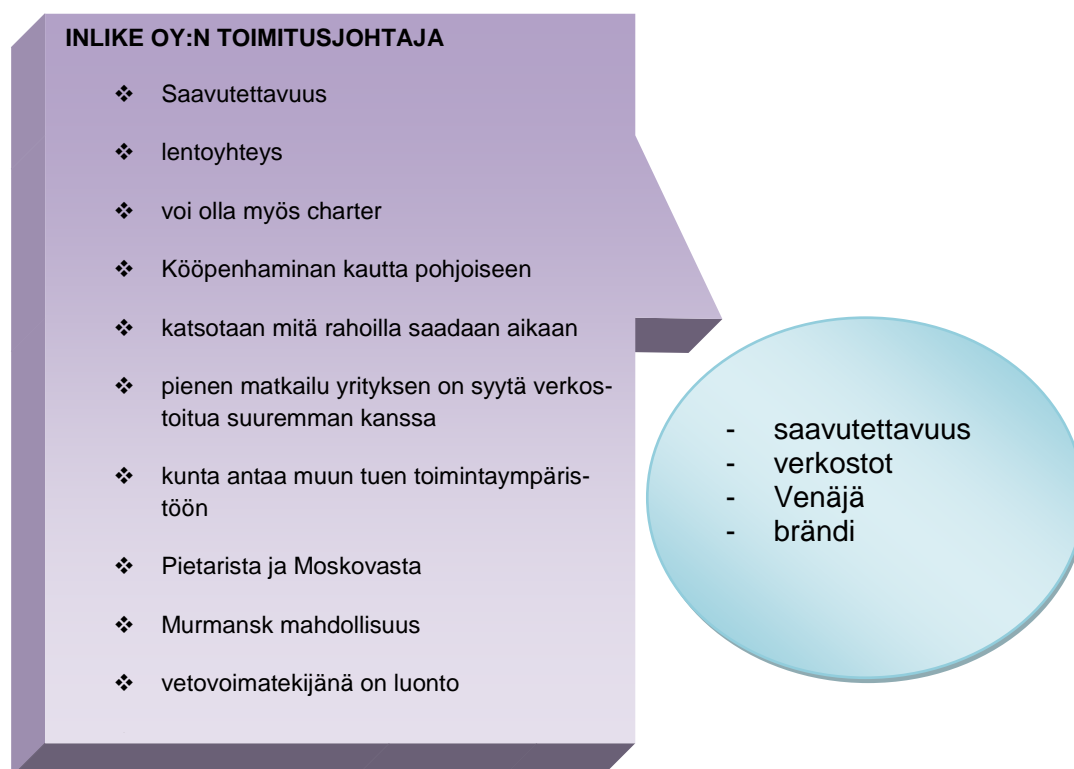 INLIKE OY:N TOIMITUSJOHTAJA
❖ Saavutettavuus
❖ lentoyhteys
❖ voi olla myös charter
❖ Kööpenhaminan kautta pohjoiseen
❖ katsotaan mitä rahoilla saadaan aikaan
❖ pienen matkailu yrityksen on syytä verkos-
toitua suuremman kanssa
❖ kunta antaa muun tuen toimintaympäris-
töön
❖ Pietarista ja Moskovasta
❖ Murmansk mahdollisuus
❖ vetovoimatekijänä on luonto
- saavutettavuus
- verkostot
- Venäjä
- brändi